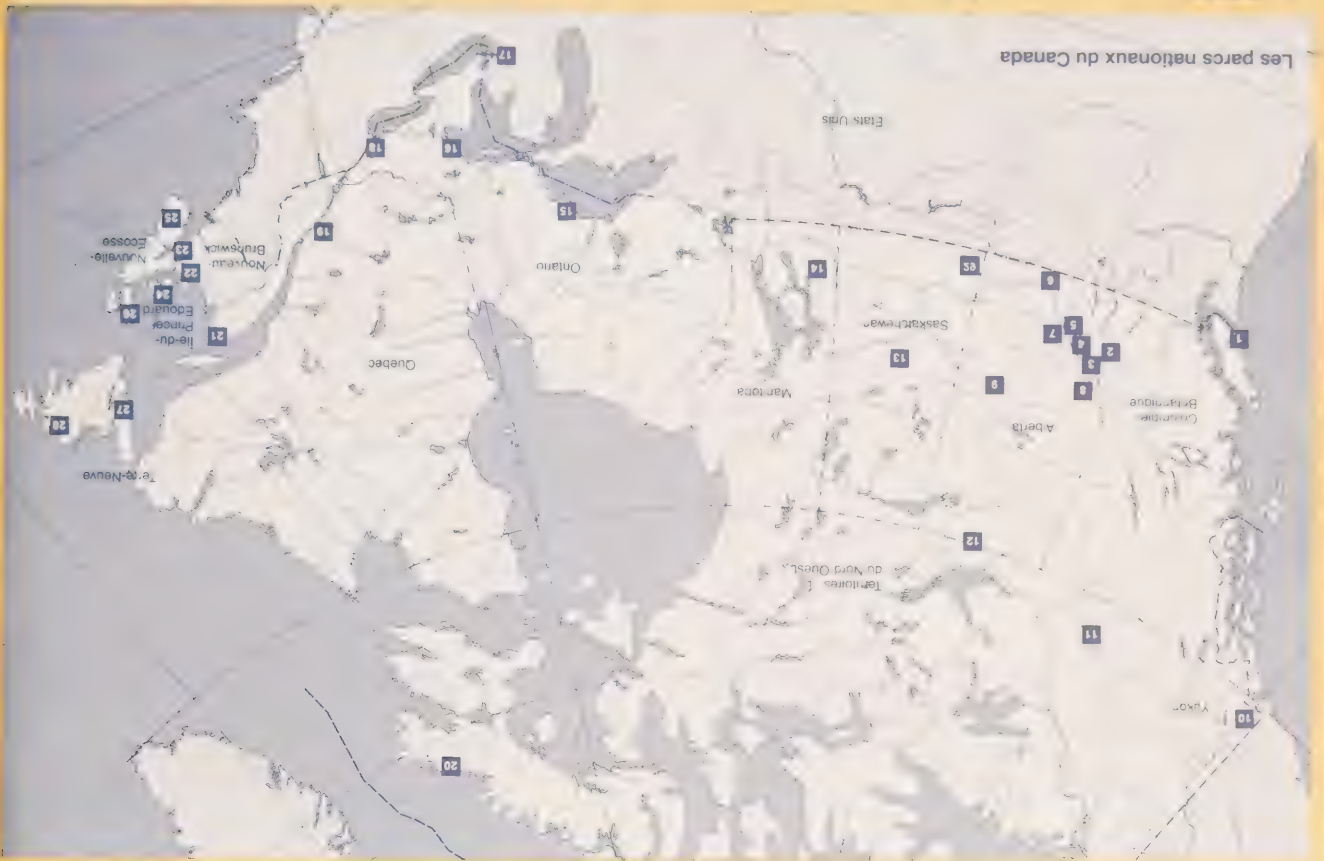 20
10
Yukon
11
Territoires
du Nord Ouest
12
Terre-Neuve
Colombie-
Britannique
Alberta
28
27
8
9
Manitoba
Québec
3
13
2
4
1
7
5
Saskatchewan
Île-du-
Prince
Édouard
21
26
24
6
29
14
Ontario
22
Nouveau-
Brunswick
23
Nouvelle-
Écosse
19
15
25
18
16
États Unis
17
Les parcs nationaux du Canada